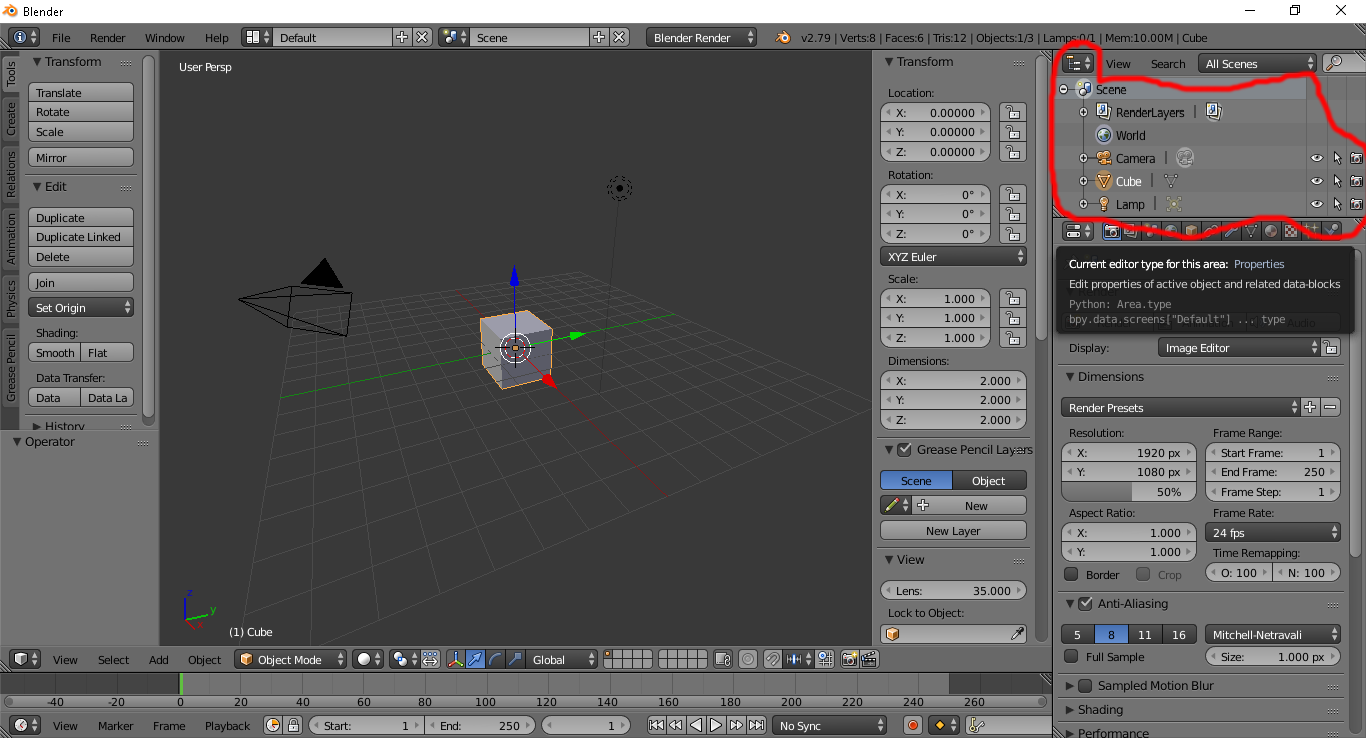 Blender
File Render Window Help Default Scene Blender Render v2.79 | Verts:8 | Faces:6 | Tris:12 | Objects:1/3 | Lamps:0/1 | Mem:10.00M | Cube
Tools
Create
Relations
Animation
Physics
Grease Pencil
Transform
Translate
Rotate
Scale
Mirror
Edit
Duplicate
Duplicate Linked
Delete
Join
Set Origin
Shading:
Smooth Flat
Data Transfer:
Data Data La
History
Operator
User Persp
z
y
x
(1) Cube
Transform
Location:
X: 0.00000
Y: 0.00000
Z: 0.00000
Rotation:
X: 0°
Y: 0°
Z: 0°
XYZ Euler
Scale:
X: 1.000
Y: 1.000
Z: 1.000
Dimensions:
X: 2.000
Y: 2.000
Z: 2.000
Grease Pencil Layers
Scene Object
New
New Layer
View
Lens: 35.000
Lock to Object:
View Search All Scenes
Scene
RenderLayers |
World
Camera |
Cube |
Lamp |
Current editor type for this area: Properties
Edit properties of active object and related data-blocks
Python: Area.type
bpy.data.screens["Default"] ... type
Audio
Display: Image Editor
Dimensions
Render Presets
Resolution: Frame Range:
X: 1920 px Start Frame: 1
Y: 1080 px End Frame: 250
50% Frame Step: 1
Aspect Ratio: Frame Rate:
X: 1.000 24 fps
Y: 1.000 Time Remapping:
Border Crop O: 100 N: 100
Anti-Aliasing
5 8 11 16 Mitchell-Netravali
Full Sample Size: 1.000 px
Sampled Motion Blur
Shading
Performance
View Select Add Object Object Mode Global
-40 -20 0 20 40 60 80 100 120 140 160 180 200 220 240 260
View Marker Frame Playback Start: 1 End: 250 1 No Sync